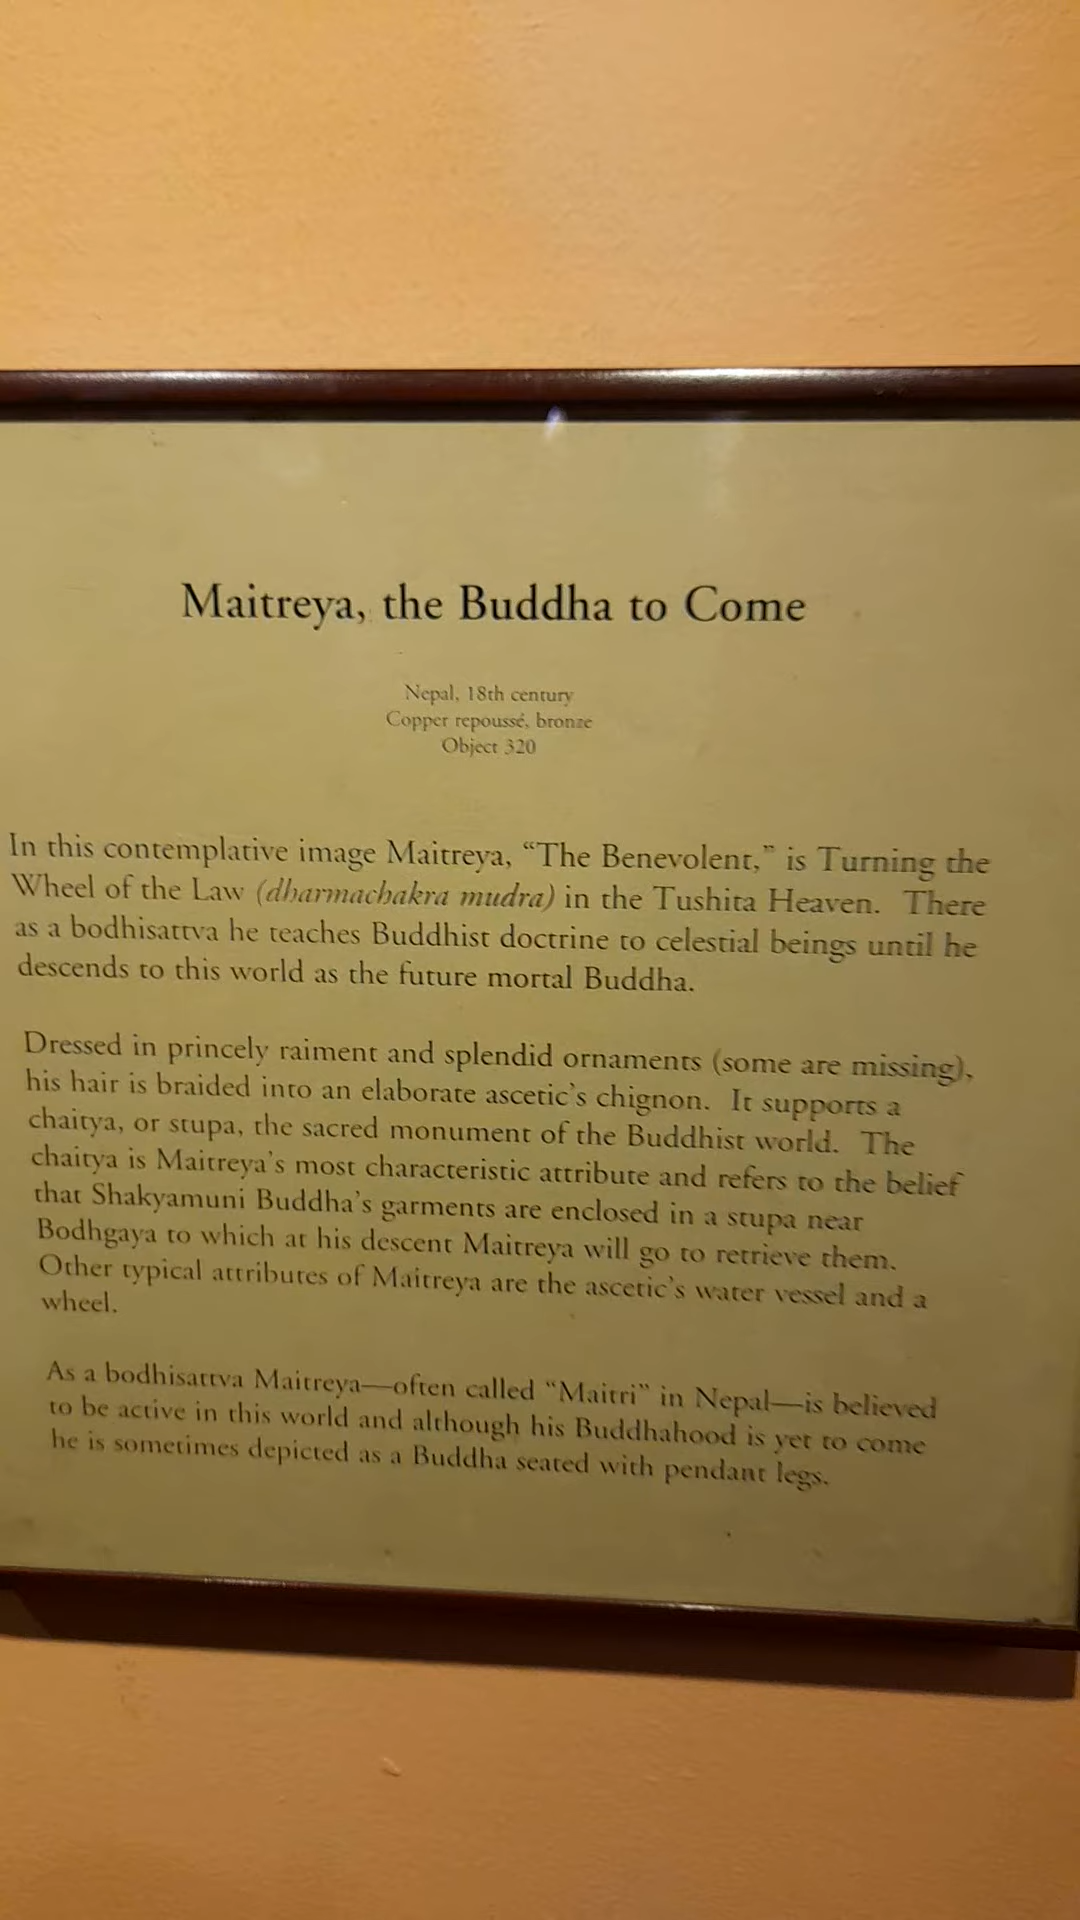 Maitreya, the Buddha to Come
Nepal, 18th century
Copper repoussé, bronze
Object 320
In this contemplative image Maitreya, “The Benevolent,” is Turning the
Wheel of the Law (dharmachakra mudra) in the Tushita Heaven. There
as a bodhisattva he teaches Buddhist doctrine to celestial beings until he
descends to this world as the future mortal Buddha.
Dressed in princely raiment and splendid ornaments (some are missing),
his hair is braided into an elaborate ascetic’s chignon. It supports a
chaitya, or stupa, the sacred monument of the Buddhist world. The
chaitya is Maitreya’s most characteristic attribute and refers to the belief
that Shakyamuni Buddha’s garments are enclosed in a stupa near
Bodhgaya to which at his descent Maitreya will go to retrieve them.
Other typical attributes of Maitreya are the ascetic’s water vessel and a
wheel.
As a bodhisattva Maitreya—often called “Maitri” in Nepal—is believed
to be active in this world and although his Buddhahood is yet to come
he is sometimes depicted as a Buddha seated with pendant legs.